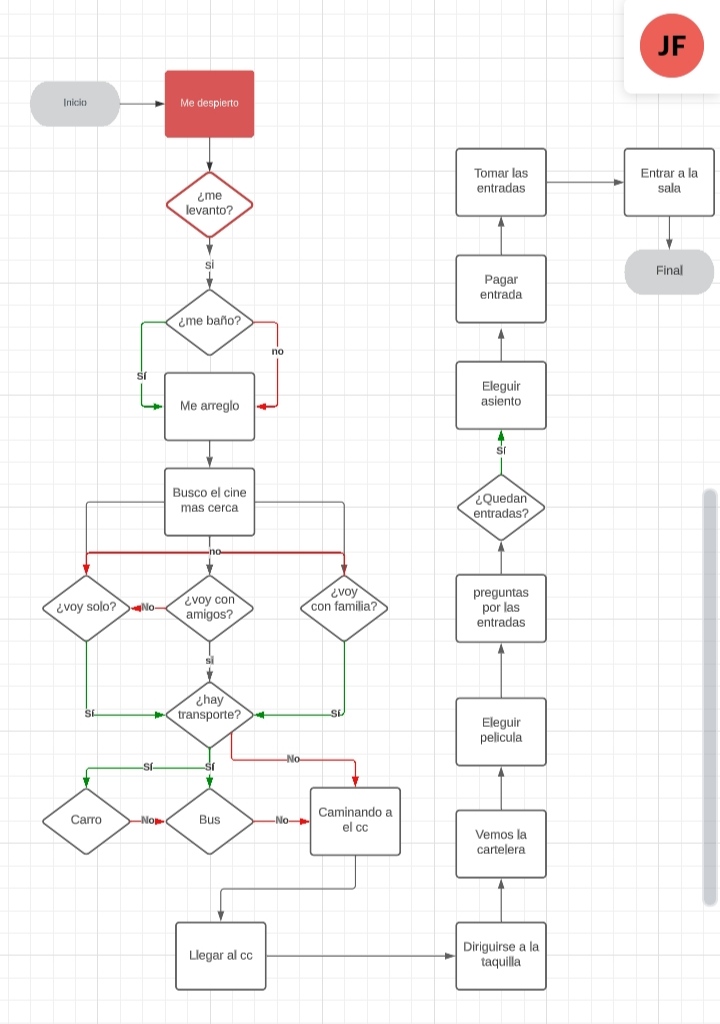 JF
Inicio
Me despierto
¿me
levanto?
si
¿me baño?
no
Sí
Me arreglo
Busco el cine
mas cerca
no
¿voy solo?
No
¿voy con
amigos?
¿voy
con familia?
si
Sí
¿hay
transporte?
Sí
Sí
Sí
No
Carro
No
Bus
No
Caminando a
el cc
Llegar al cc
Diriguirse a la
taquilla
Vemos la
cartelera
Eleguir
pelicula
preguntas
por las
entradas
¿Quedan
entradas?
Sí
Eleguir
asiento
Pagar
entrada
Tomar las
entradas
Entrar a la
sala
Final